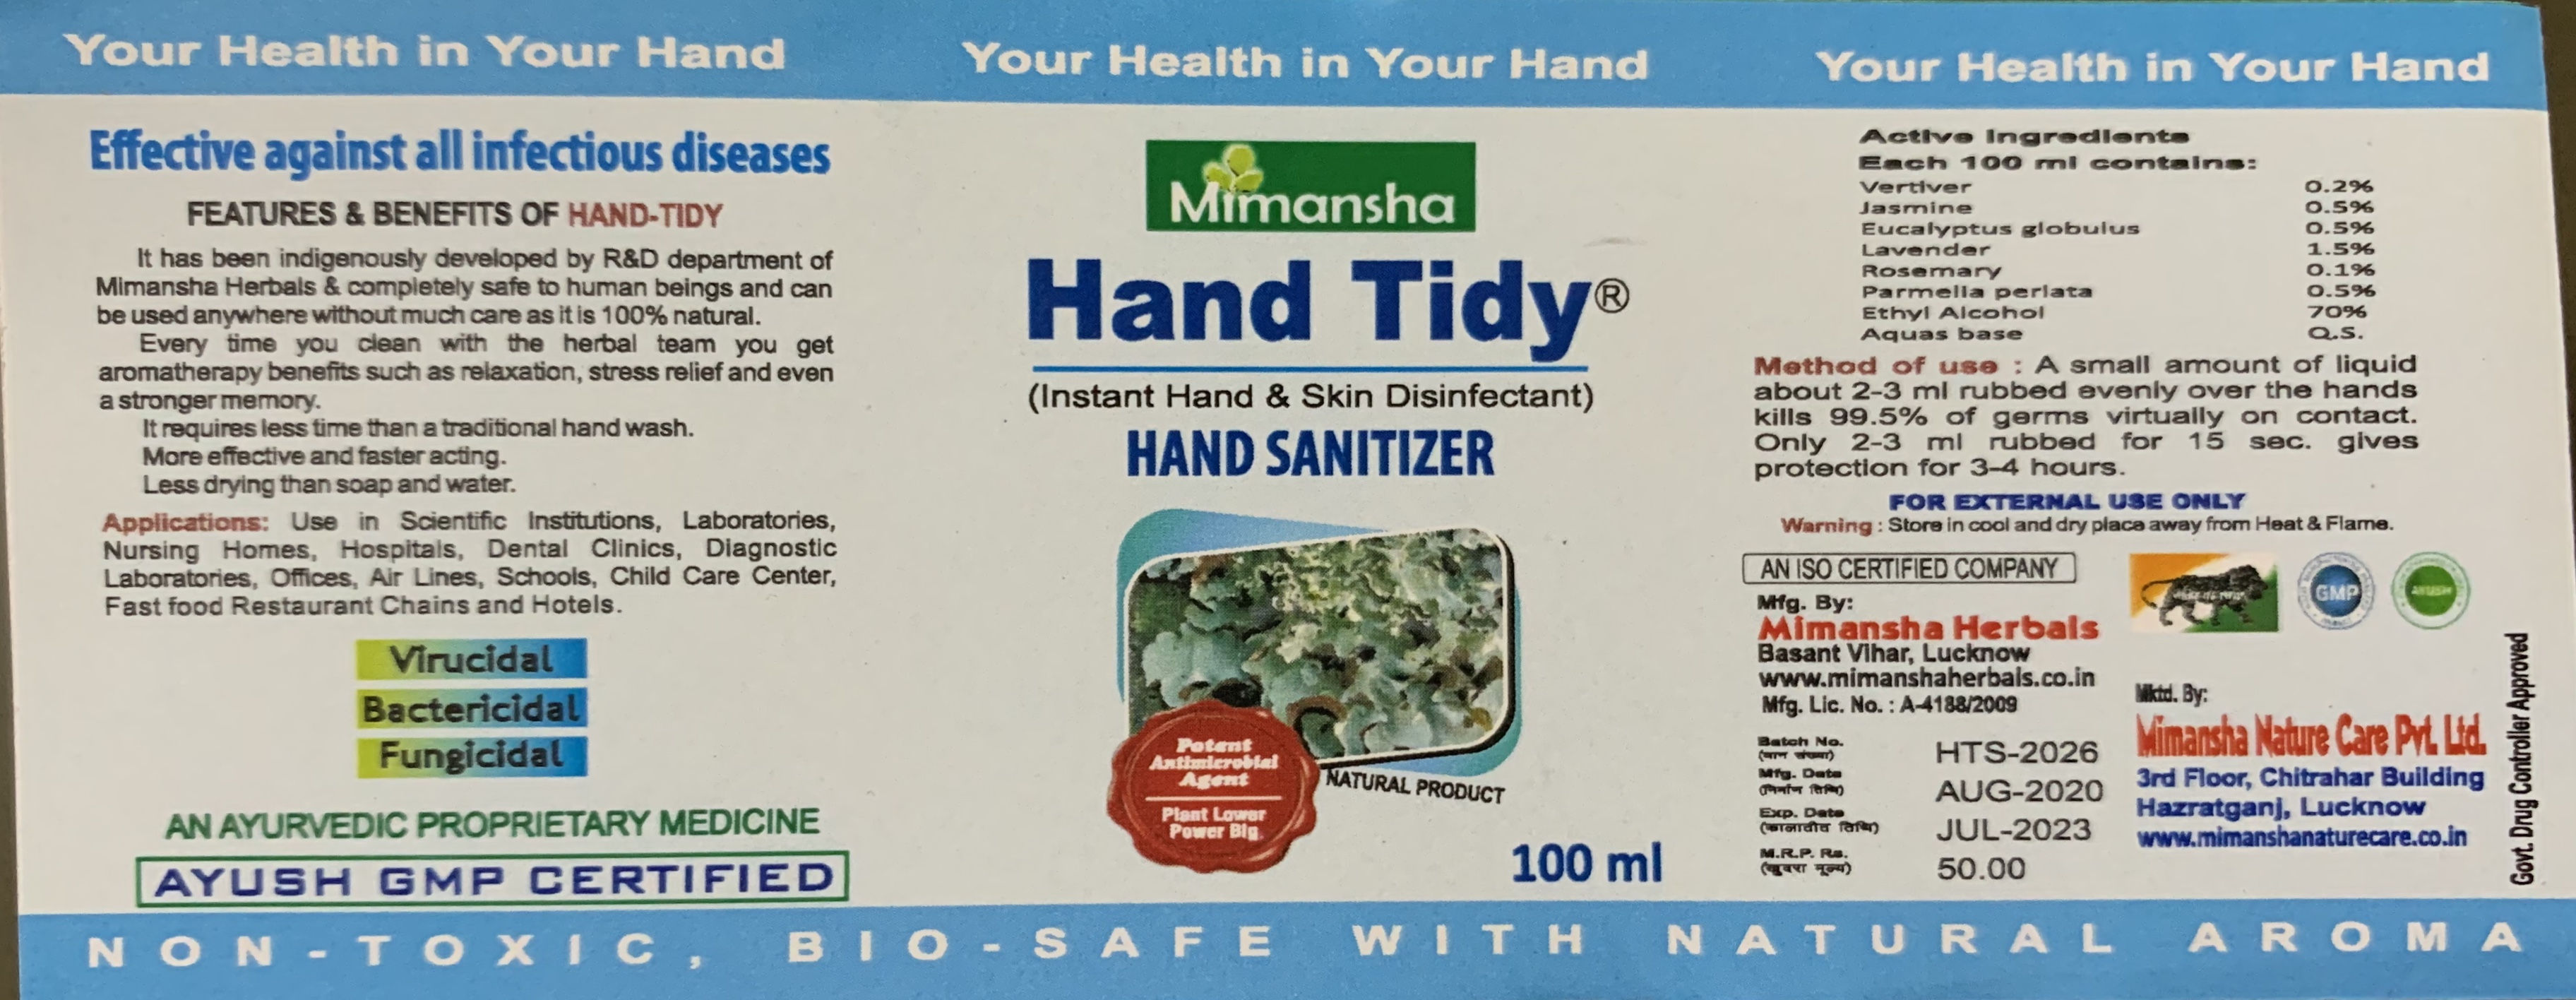 Your Health in Your Hand
Effective against all infectious diseases
FEATURES & BENEFITS OF HAND-TIDY
It has been indigenously developed by R&D department of
Mimansha Herbals & completely safe to human beings and can
be used anywhere without much care as it is 100% natural.
Every time you clean with the herbal team you get
aromatherapy benefits such as relaxation, stress relief and even
a stronger memory.
It requires less time than a traditional hand wash.
More effective and faster acting.
Less drying than soap and water.
Applications: Use in Scientific Institutions, Laboratories,
Nursing Homes, Hospitals, Dental Clinics, Diagnostic
Laboratories, Offices, Air Lines, Schools, Child Care Center,
Fast food Restaurant Chains and Hotels.
Virucidal
Bactericidal
Fungicidal
AN AYURVEDIC PROPRIETARY MEDICINE
AYUSH GMP CERTIFIED
Your Health in Your Hand
Mimansha
Hand Tidy®
(Instant Hand & Skin Disinfectant)
HAND SANITIZER
Potant
Antimicrobial
Agent
Plant Lower
Power Big
NATURAL PRODUCT
100 ml
Your Health in Your Hand
Active Ingredients
Each 100 ml contains:
Vertiver 0.2%
Jasmine 0.5%
Eucalyptus globulus 0.5%
Lavender 1.5%
Rosemary 0.1%
Parmella perlata 0.5%
Ethyl Alcohol 70%
Aquas base Q.S.
Method of use : A small amount of liquid
about 2-3 ml rubbed evenly over the hands
kills 99.5% of germs virtually on contact.
Only 2-3 ml rubbed for 15 sec. gives
protection for 3-4 hours.
FOR EXTERNAL USE ONLY
Warning : Store in cool and dry place away from Heat & Flame.
AN ISO CERTIFIED COMPANY
GMP
AYUSH
Mfg. By:
Mimansha Herbals
Basant Vihar, Lucknow
www.mimanshaherbals.co.in
Mfg. Lic. No. : A-4188/2009
Batch No. HTS-2026
Mfg. Date AUG-2020
(निर्माण तिथि)
Exp. Date JUL-2023
(कालातीत तिथि)
M.R.P. Rs. 50.00
(खुदरा मूल्य)
Mktd. By:
Mimansha Nature Care Pvt. Ltd.
3rd Floor, Chitrahar Building
Hazratganj, Lucknow
www.mimanshanaturecare.co.in
Govt. Drug Controller Approved
NON-TOXIC, BIO-SAFE WITH NATURAL AROMA